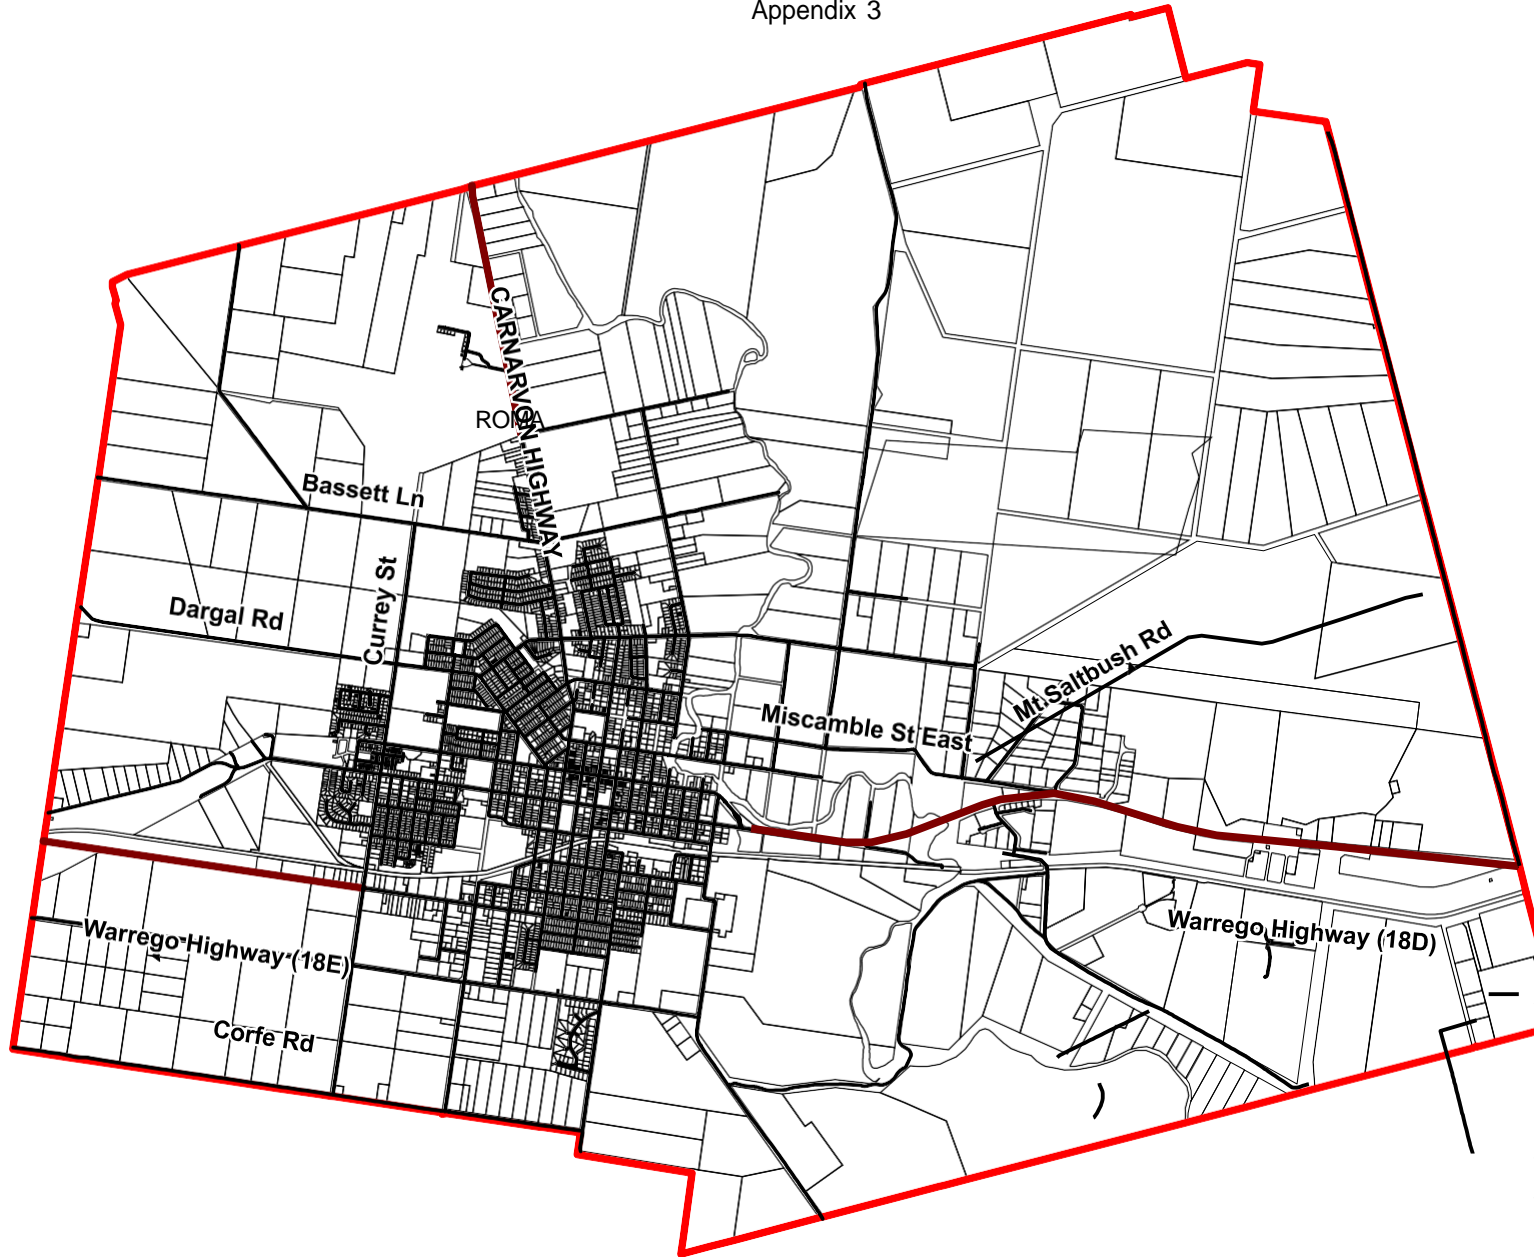 Appendix 3
CARNARVON HIGHWAY
ROMA
Bassett Ln
Currey St
Dargal Rd
Mt Saltbush Rd
Miscamble St East
Warrego Highway (18D)
Warrego Highway (18E)
Corfe Rd